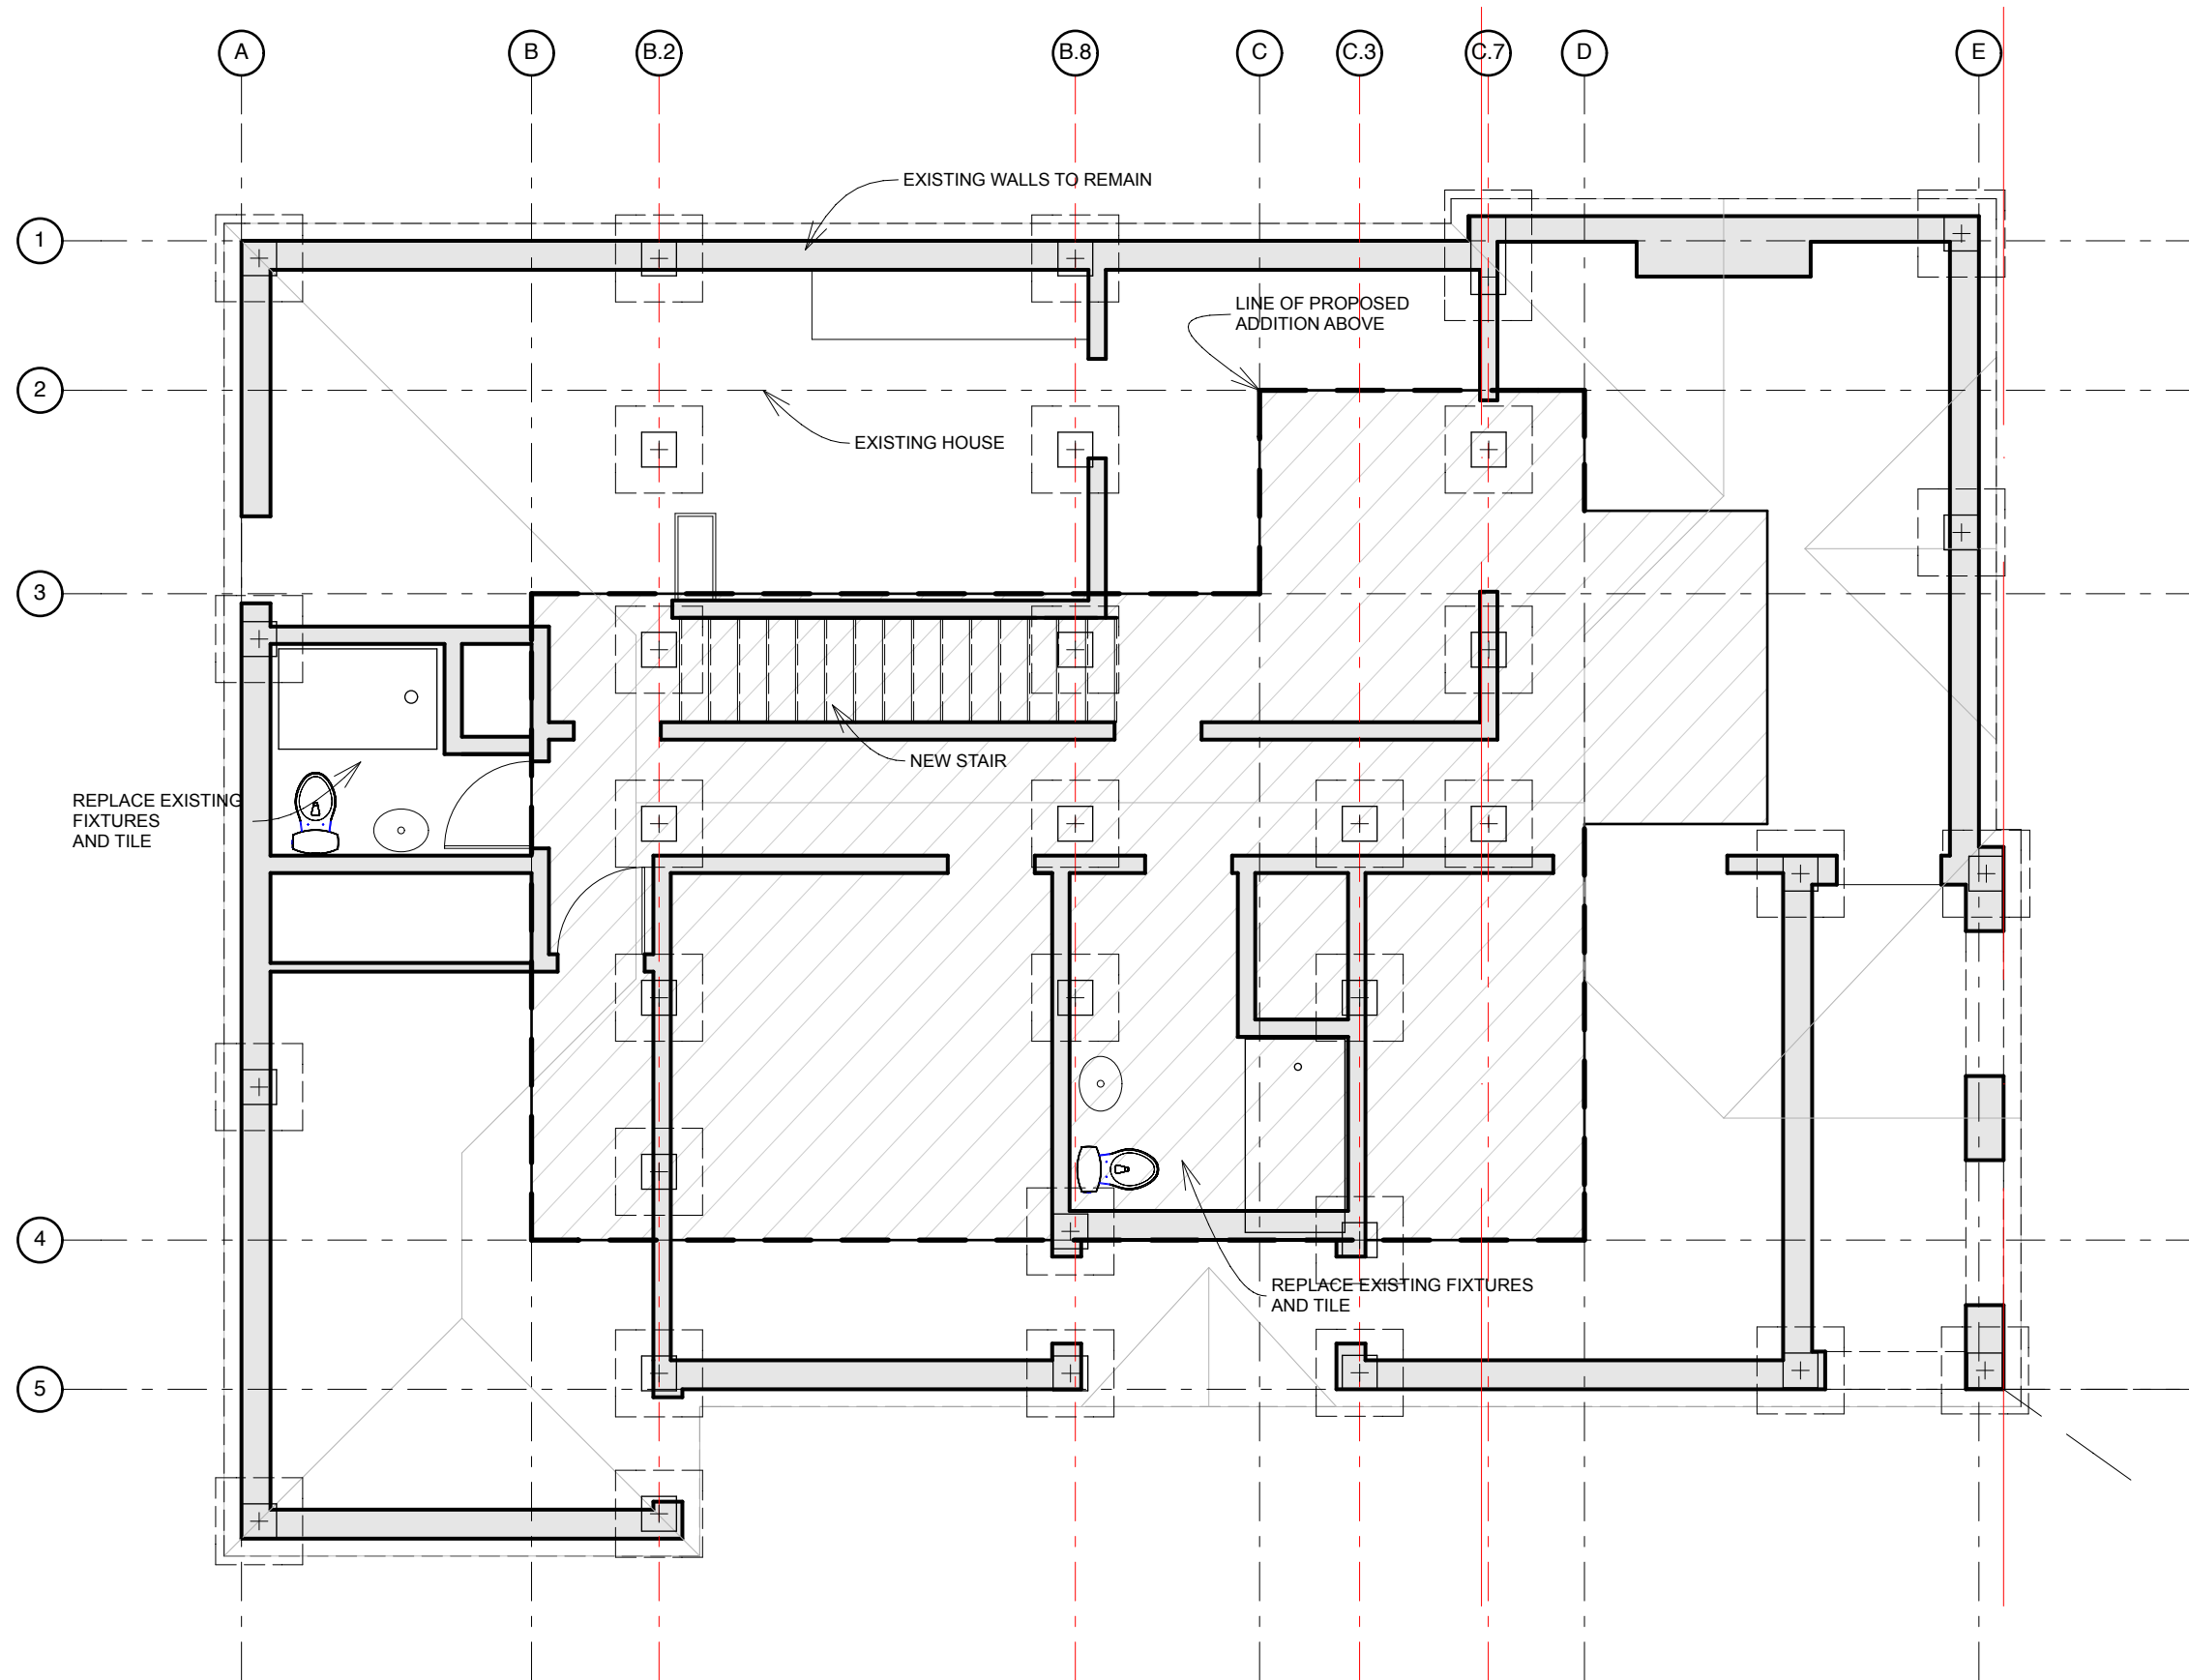 A
B
B.2
B.8
C
C.3
C.7
D
E
EXISTING WALLS TO REMAIN
1
LINE OF PROPOSED
ADDITION ABOVE
2
EXISTING HOUSE
3
NEW STAIR
REPLACE EXISTING
FIXTURES
AND TILE
4
REPLACE EXISTING FIXTURES
AND TILE
5